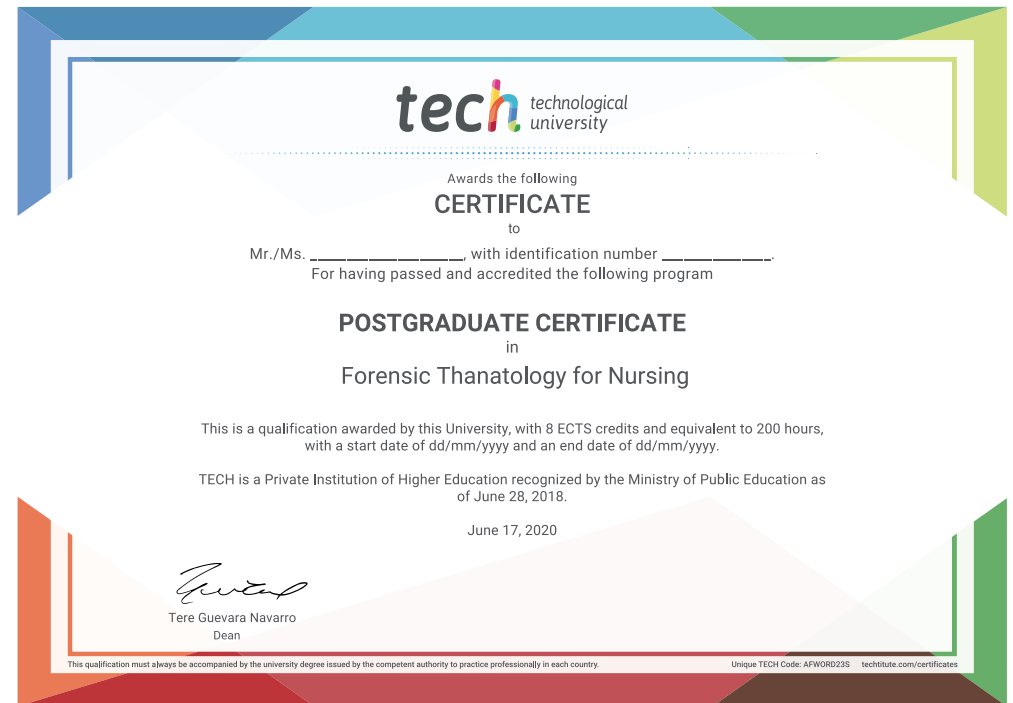 tech technological
university
Awards the following
CERTIFICATE
to
Mr./Ms. ____________________, with identification number ______________.
For having passed and accredited the following program
POSTGRADUATE CERTIFICATE
in
Forensic Thanatology for Nursing
This is a qualification awarded by this University, with 8 ECTS credits and equivalent to 200 hours,
with a start date of dd/mm/yyyy and an end date of dd/mm/yyyy.
TECH is a Private Institution of Higher Education recognized by the Ministry of Public Education as
of June 28, 2018.
June 17, 2020
Tere Guevara Navarro
Dean
This qualification must always be accompanied by the university degree issued by the competent authority to practice professionally in each country.
Unique TECH Code: AFWORD23S techtitute.com/certificates